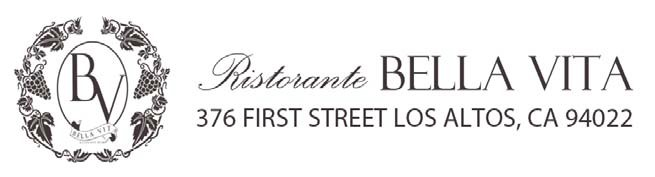 BV
BELLA VITA
Ristorante BELLA VITA
376 FIRST STREET LOS ALTOS, CA 94022